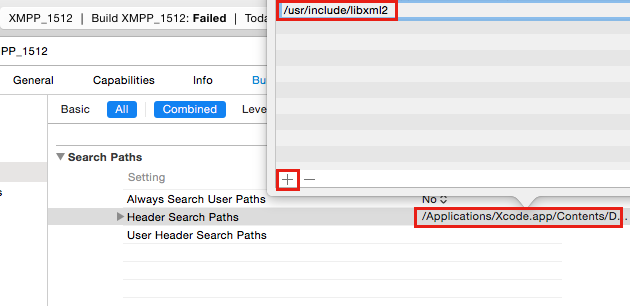 XMPP_1512 | Build XMPP_1512: Failed | Toda
/usr/include/libxml2
PP_1512
General Capabilities Info Bu
Basic All Combined Leve
Search Paths
Setting
Always Search User Paths No
Header Search Paths /Applications/Xcode.app/Contents/D...
User Header Search Paths